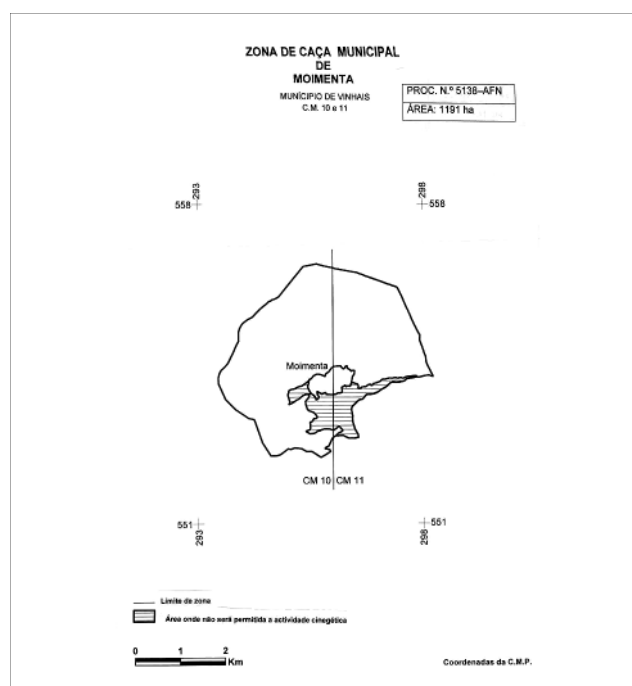 ZONA DE CAÇA MUNICIPAL
DE
MOIMENTA
MUNÍCIPIO DE VINHAIS
C.M. 10 e 11
PROC. N.º 5138–AFN
ÁREA: 1191 ha
293
558
298
558
Moimenta
CM 10
CM 11
551
293
298
551
Límite de zona
Área onde não será permitida a actividade cinegética
0 1 2
Km
Coordenadas da C.M.P.